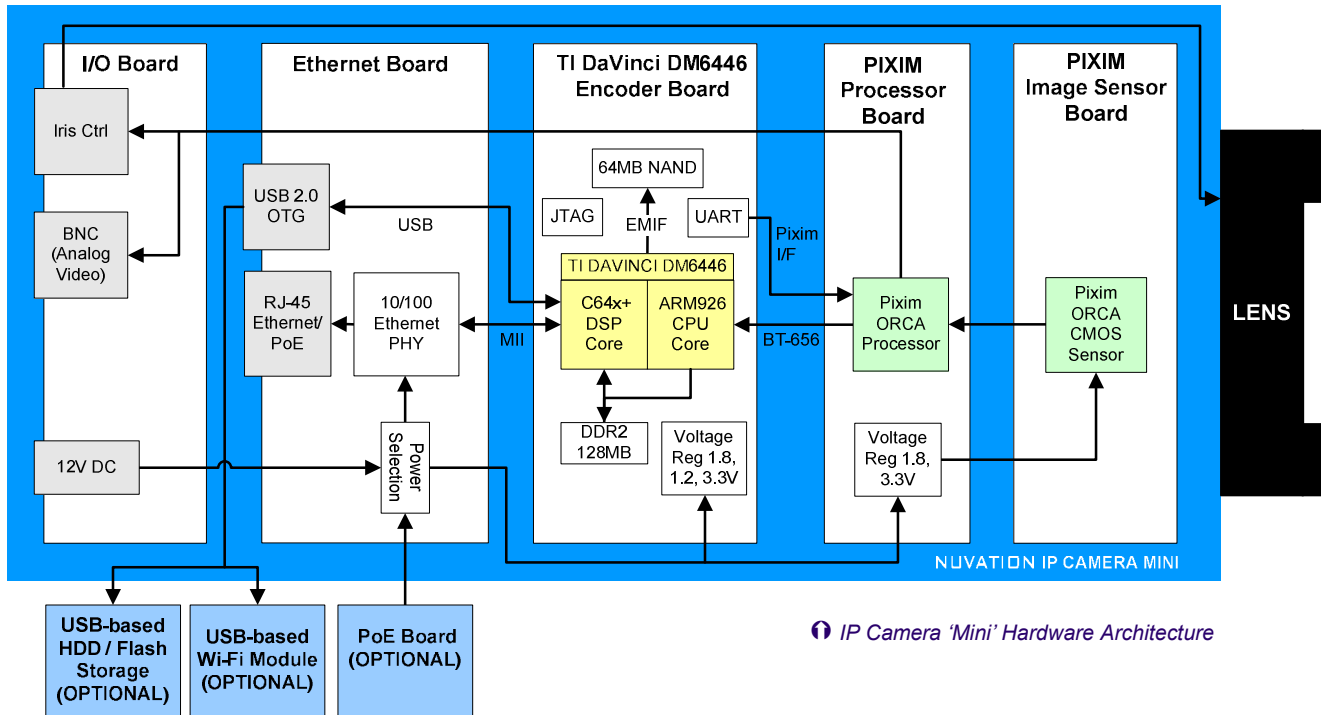 I/O Board
Iris Ctrl
BNC
(Analog
Video)
12V DC
Ethernet Board
USB 2.0
OTG
USB
RJ-45
Ethernet/
PoE
10/100
Ethernet
PHY
MII
Power
Selection
TI DaVinci DM6446
Encoder Board
64MB NAND
JTAG
EMIF
UART
TI DAVINCI DM6446
C64x+
DSP
Core
ARM926
CPU
Core
DDR2
128MB
Voltage
Reg 1.8,
1.2, 3.3V
Pixim
I/F
BT-656
PIXIM
Processor
Board
Pixim
ORCA
Processor
Voltage
Reg 1.8,
3.3V
PIXIM
Image Sensor
Board
Pixim
ORCA
CMOS
Sensor
LENS
NUVATION IP CAMERA MINI
USB-based
HDD / Flash
Storage
(OPTIONAL)
USB-based
Wi-Fi Module
(OPTIONAL)
PoE Board
(OPTIONAL)
IP Camera ‘Mini’ Hardware Architecture